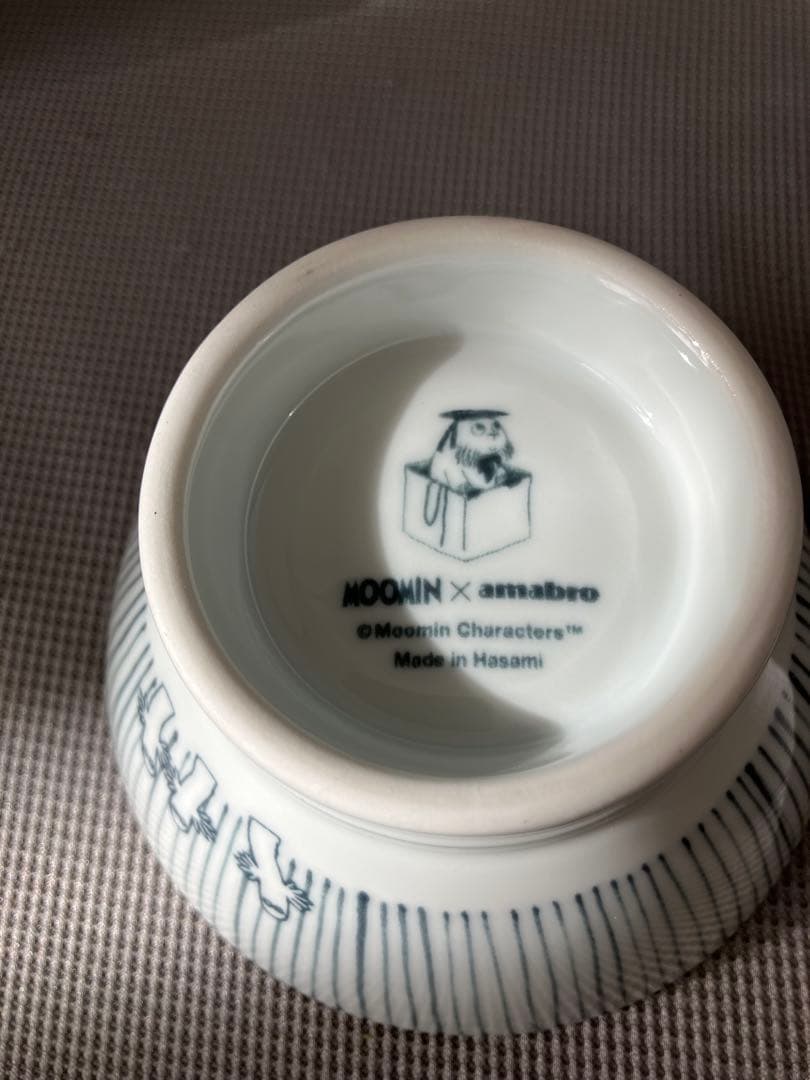 MOOMIN × amabro
©Moomin Characters™
Made in Hasami